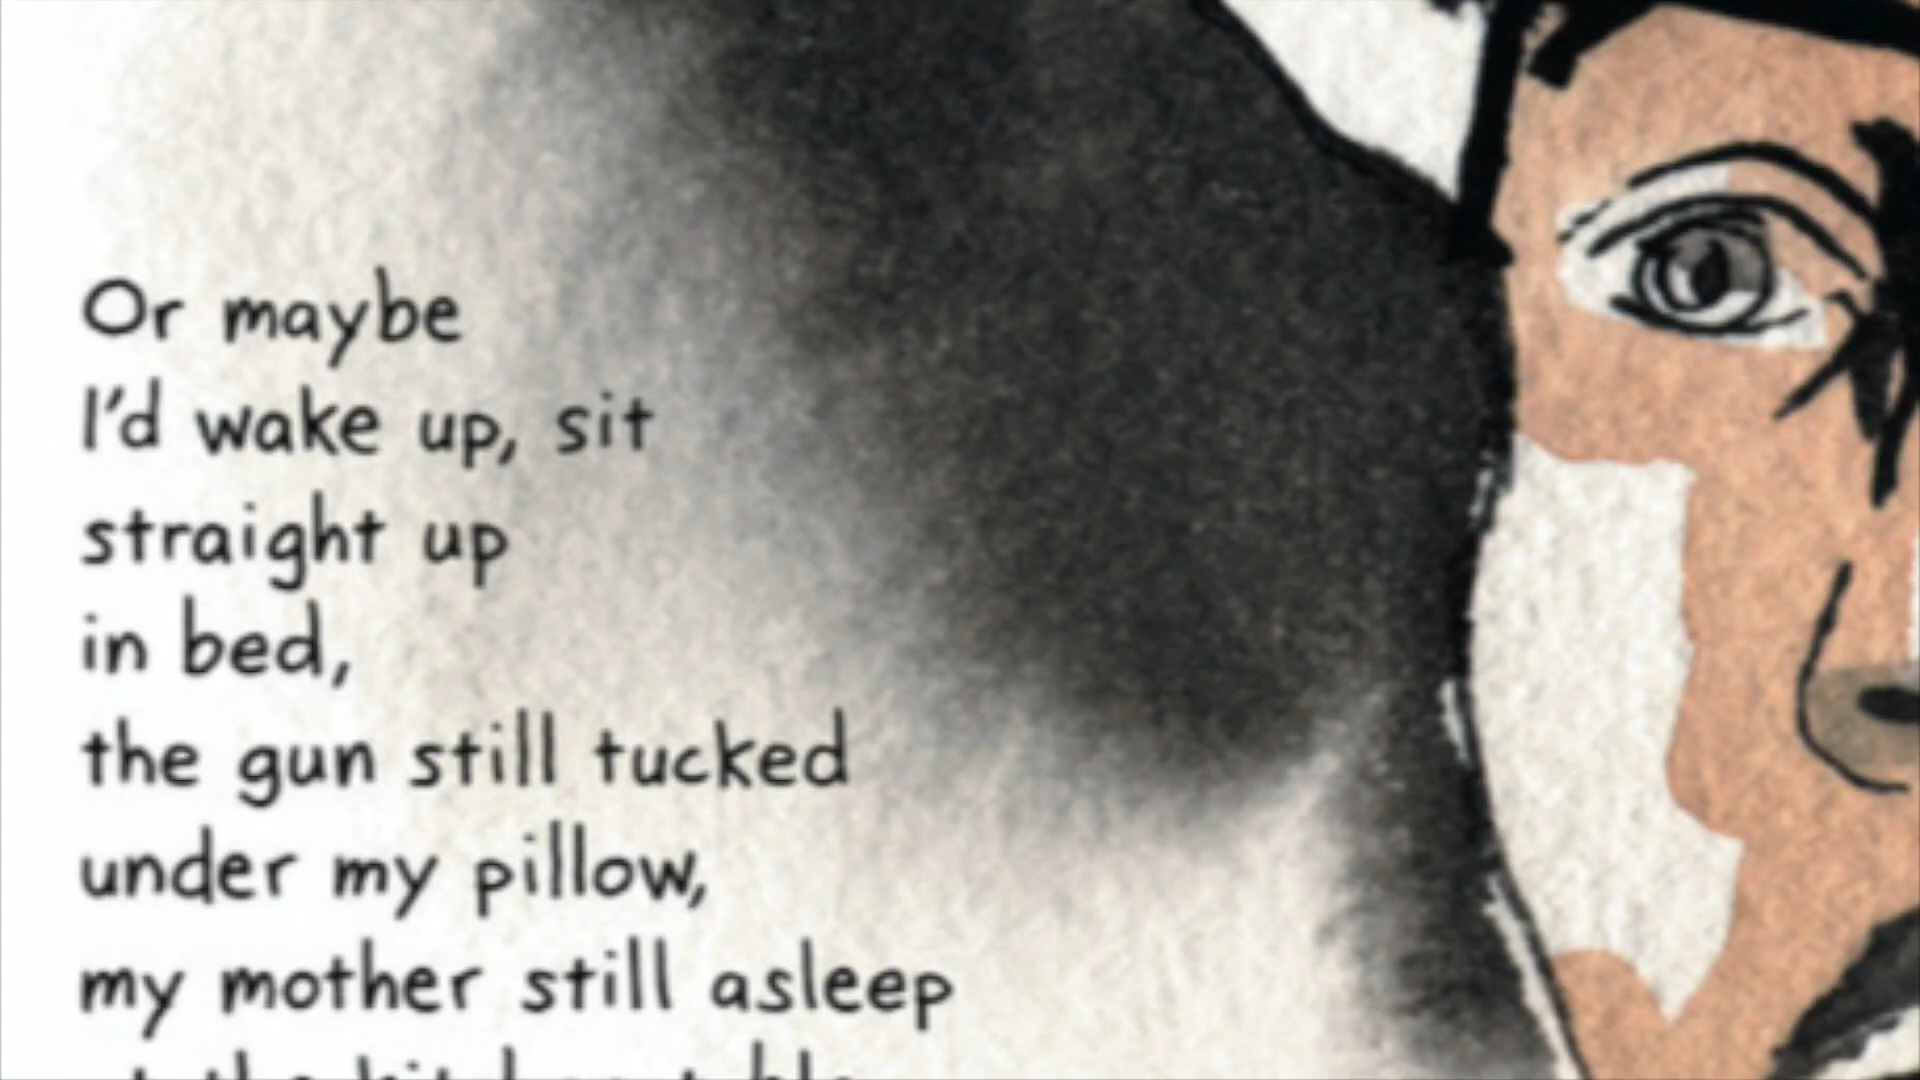 Or maybe
I'd wake up, sit
straight up
in bed,
the gun still tucked
under my pillow,
my mother still asleep